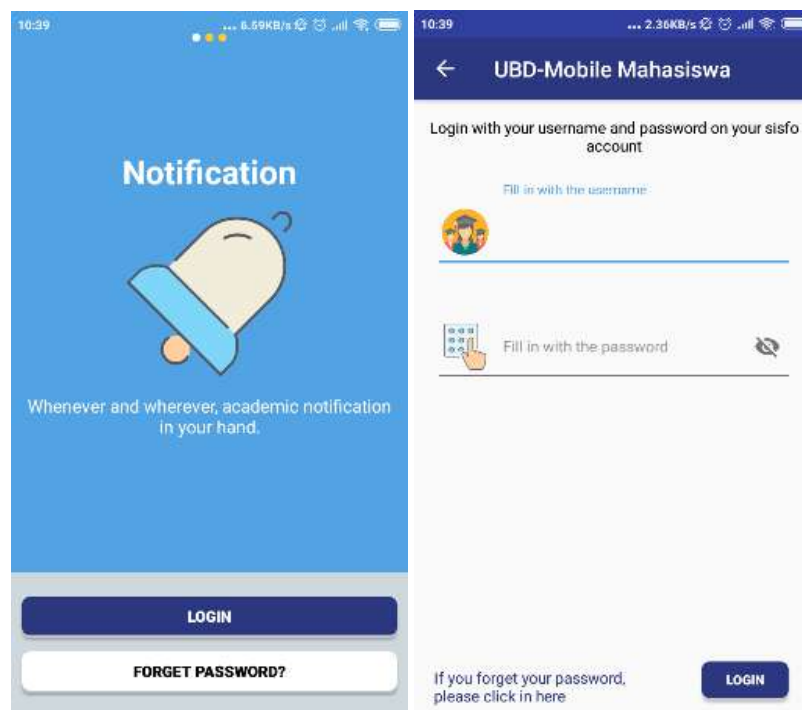 10:39
... 6.59KB/s
Notification
Whenever and wherever, academic notification
in your hand.
LOGIN
FORGET PASSWORD?
10:39
... 2.36KB/s
UBD-Mobile Mahasiswa
Login with your username and password on your sisfo
account
Fill in with the username
Fill in with the password
If you forget your password,
please click in here
LOGIN